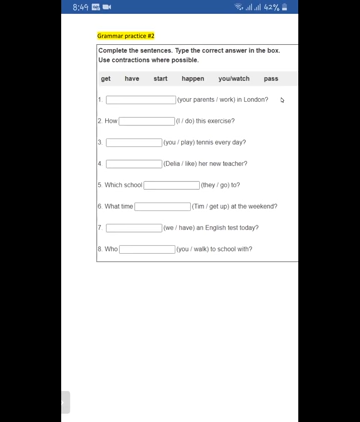 8:49 42%
Grammar practice #2
Complete the sentences. Type the correct answer in the box.
Use contractions where possible.
get have start happen you/watch pass
1. (your parents / work) in London?
2. How (I / do) this exercise?
3. (you / play) tennis every day?
4. (Delia / like) her new teacher?
5. Which school (they / go) to?
6. What time (Tim / get up) at the weekend?
7. (we / have) an English test today?
8. Who (you / walk) to school with?